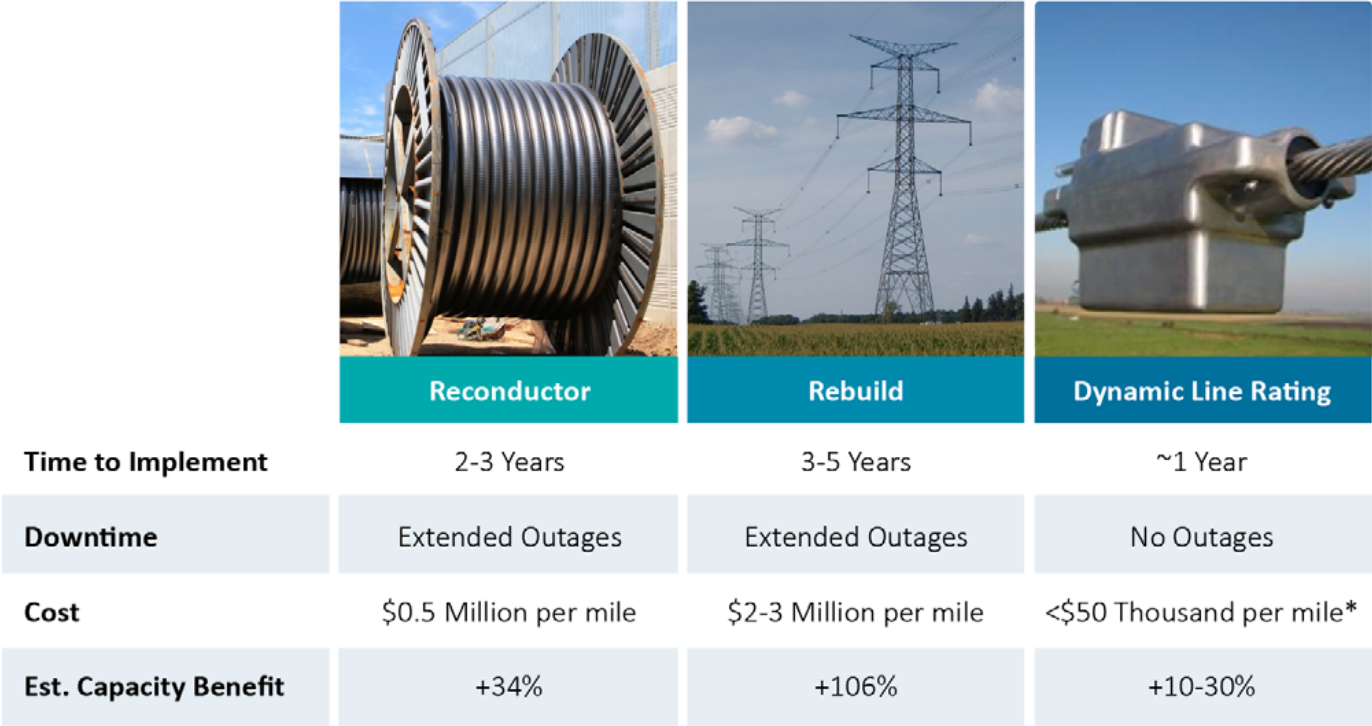 Reconductor Rebuild Dynamic Line Rating
Time to Implement 2-3 Years 3-5 Years ~1 Year
Downtime Extended Outages Extended Outages No Outages
Cost $0.5 Million per mile $2-3 Million per mile <$50 Thousand per mile*
Est. Capacity Benefit +34% +106% +10-30%